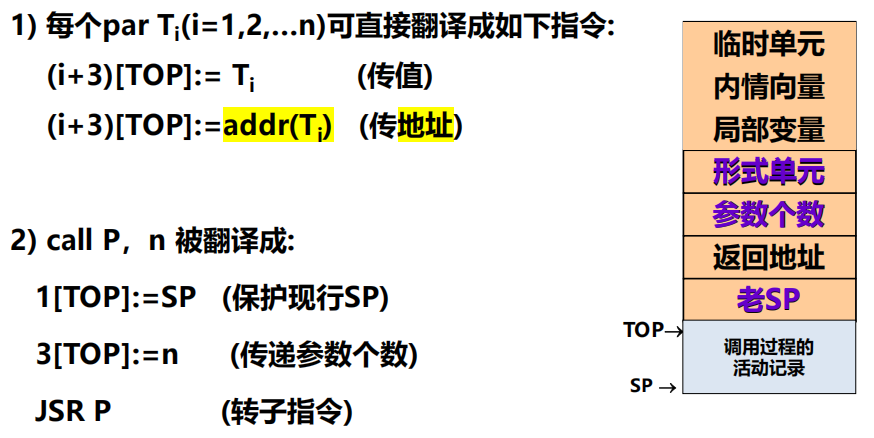 1) 每个par Ti(i=1,2,…n)可直接翻译成如下指令:
(i+3)[TOP]:= Ti (传值)
(i+3)[TOP]:=addr(Ti) (传地址)
2) call P，n 被翻译成:
1[TOP]:=SP (保护现行SP)
3[TOP]:=n (传递参数个数)
JSR P (转子指令)
临时单元
内情向量
局部变量
形式单元
参数个数
返回地址
老SP
TOP→
调用过程的
活动记录
SP →